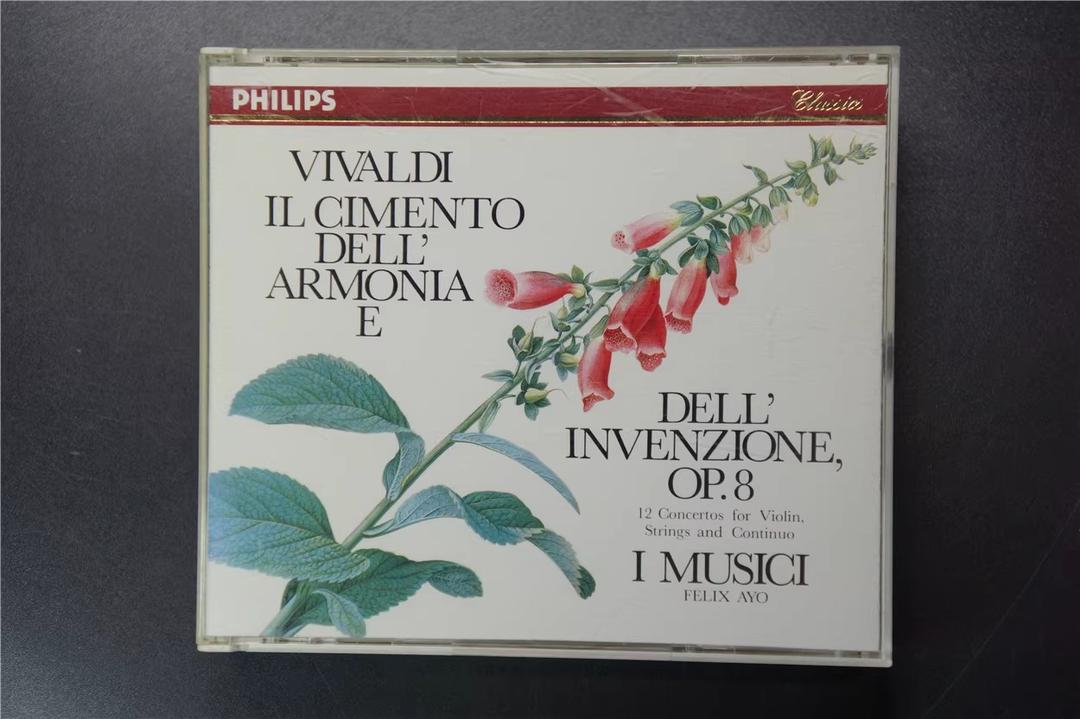 PHILIPS
Classics
VIVALDI
IL CIMENTO
DELL'
ARMONIA
E
DELL'
INVENZIONE,
OP. 8
12 Concertos for Violin,
Strings and Continuo
I MUSICI
FELIX AYO